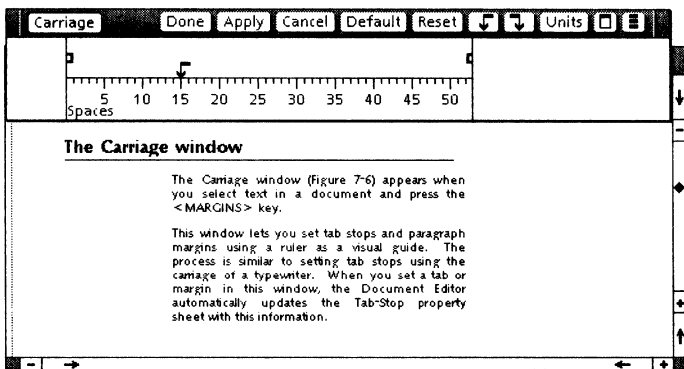 Carriage Done Apply Cancel Default Reset Units
5 10 15 20 25 30 35 40 45 50
Spaces
The Carriage window
The Carriage window (Figure 7-6) appears when
you select text in a document and press the
<MARGINS> key.
This window lets you set tab stops and paragraph
margins using a ruler as a visual guide. The
process is similar to setting tab stops using the
carriage of a typewriter. When you set a tab or
margin in this window, the Document Editor
automatically updates the Tab-Stop property
sheet with this information.